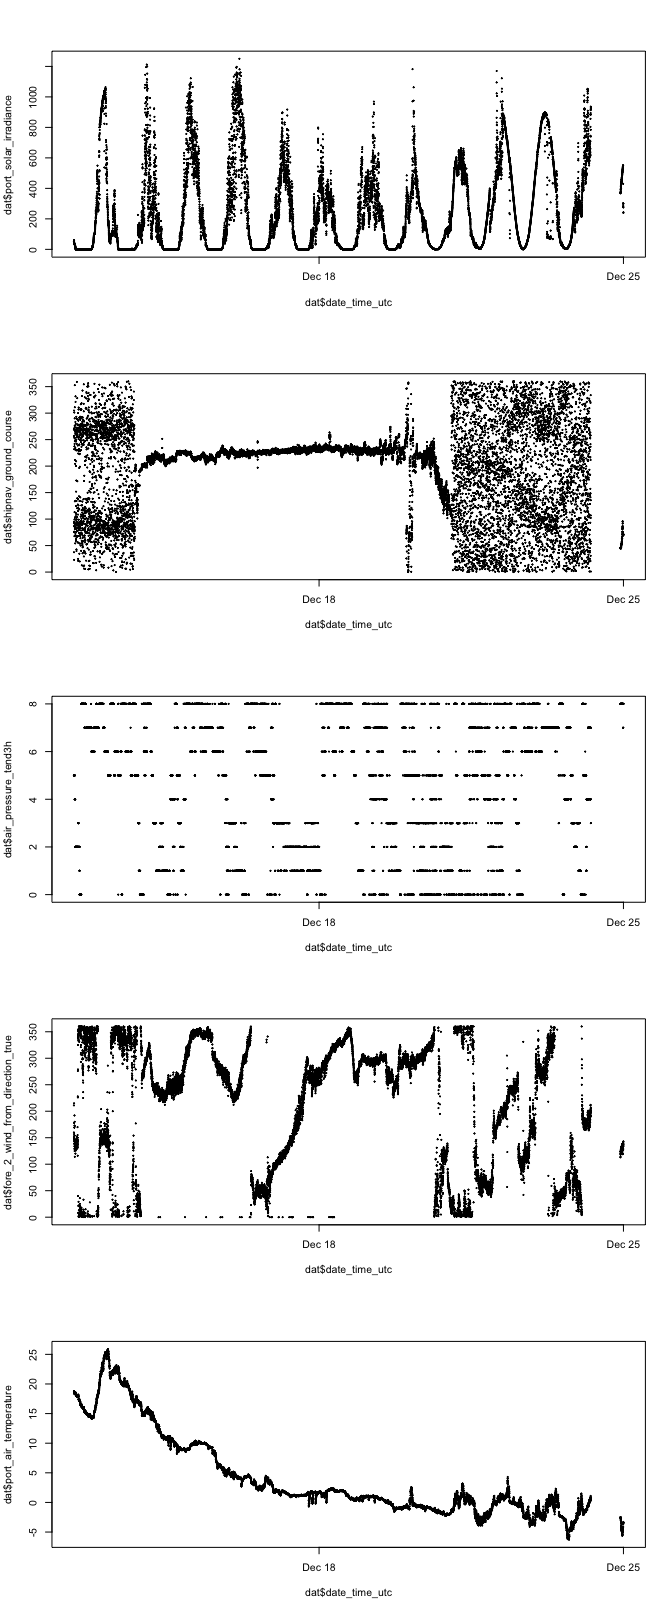 dat$port_solar_irradiance
0 200 400 600 800 1000
Dec 18 Dec 25
dat$date_time_utc
dat$shipnav_ground_course
0 50 100 150 200 250 300 350
Dec 18 Dec 25
dat$date_time_utc
dat$air_pressure_tend3h
0 2 4 6 8
Dec 18 Dec 25
dat$date_time_utc
dat$fore_2_wind_from_direction_true
0 50 100 150 200 250 300 350
Dec 18 Dec 25
dat$date_time_utc
dat$port_air_temperature
-5 0 5 10 15 20 25
Dec 18 Dec 25
dat$date_time_utc